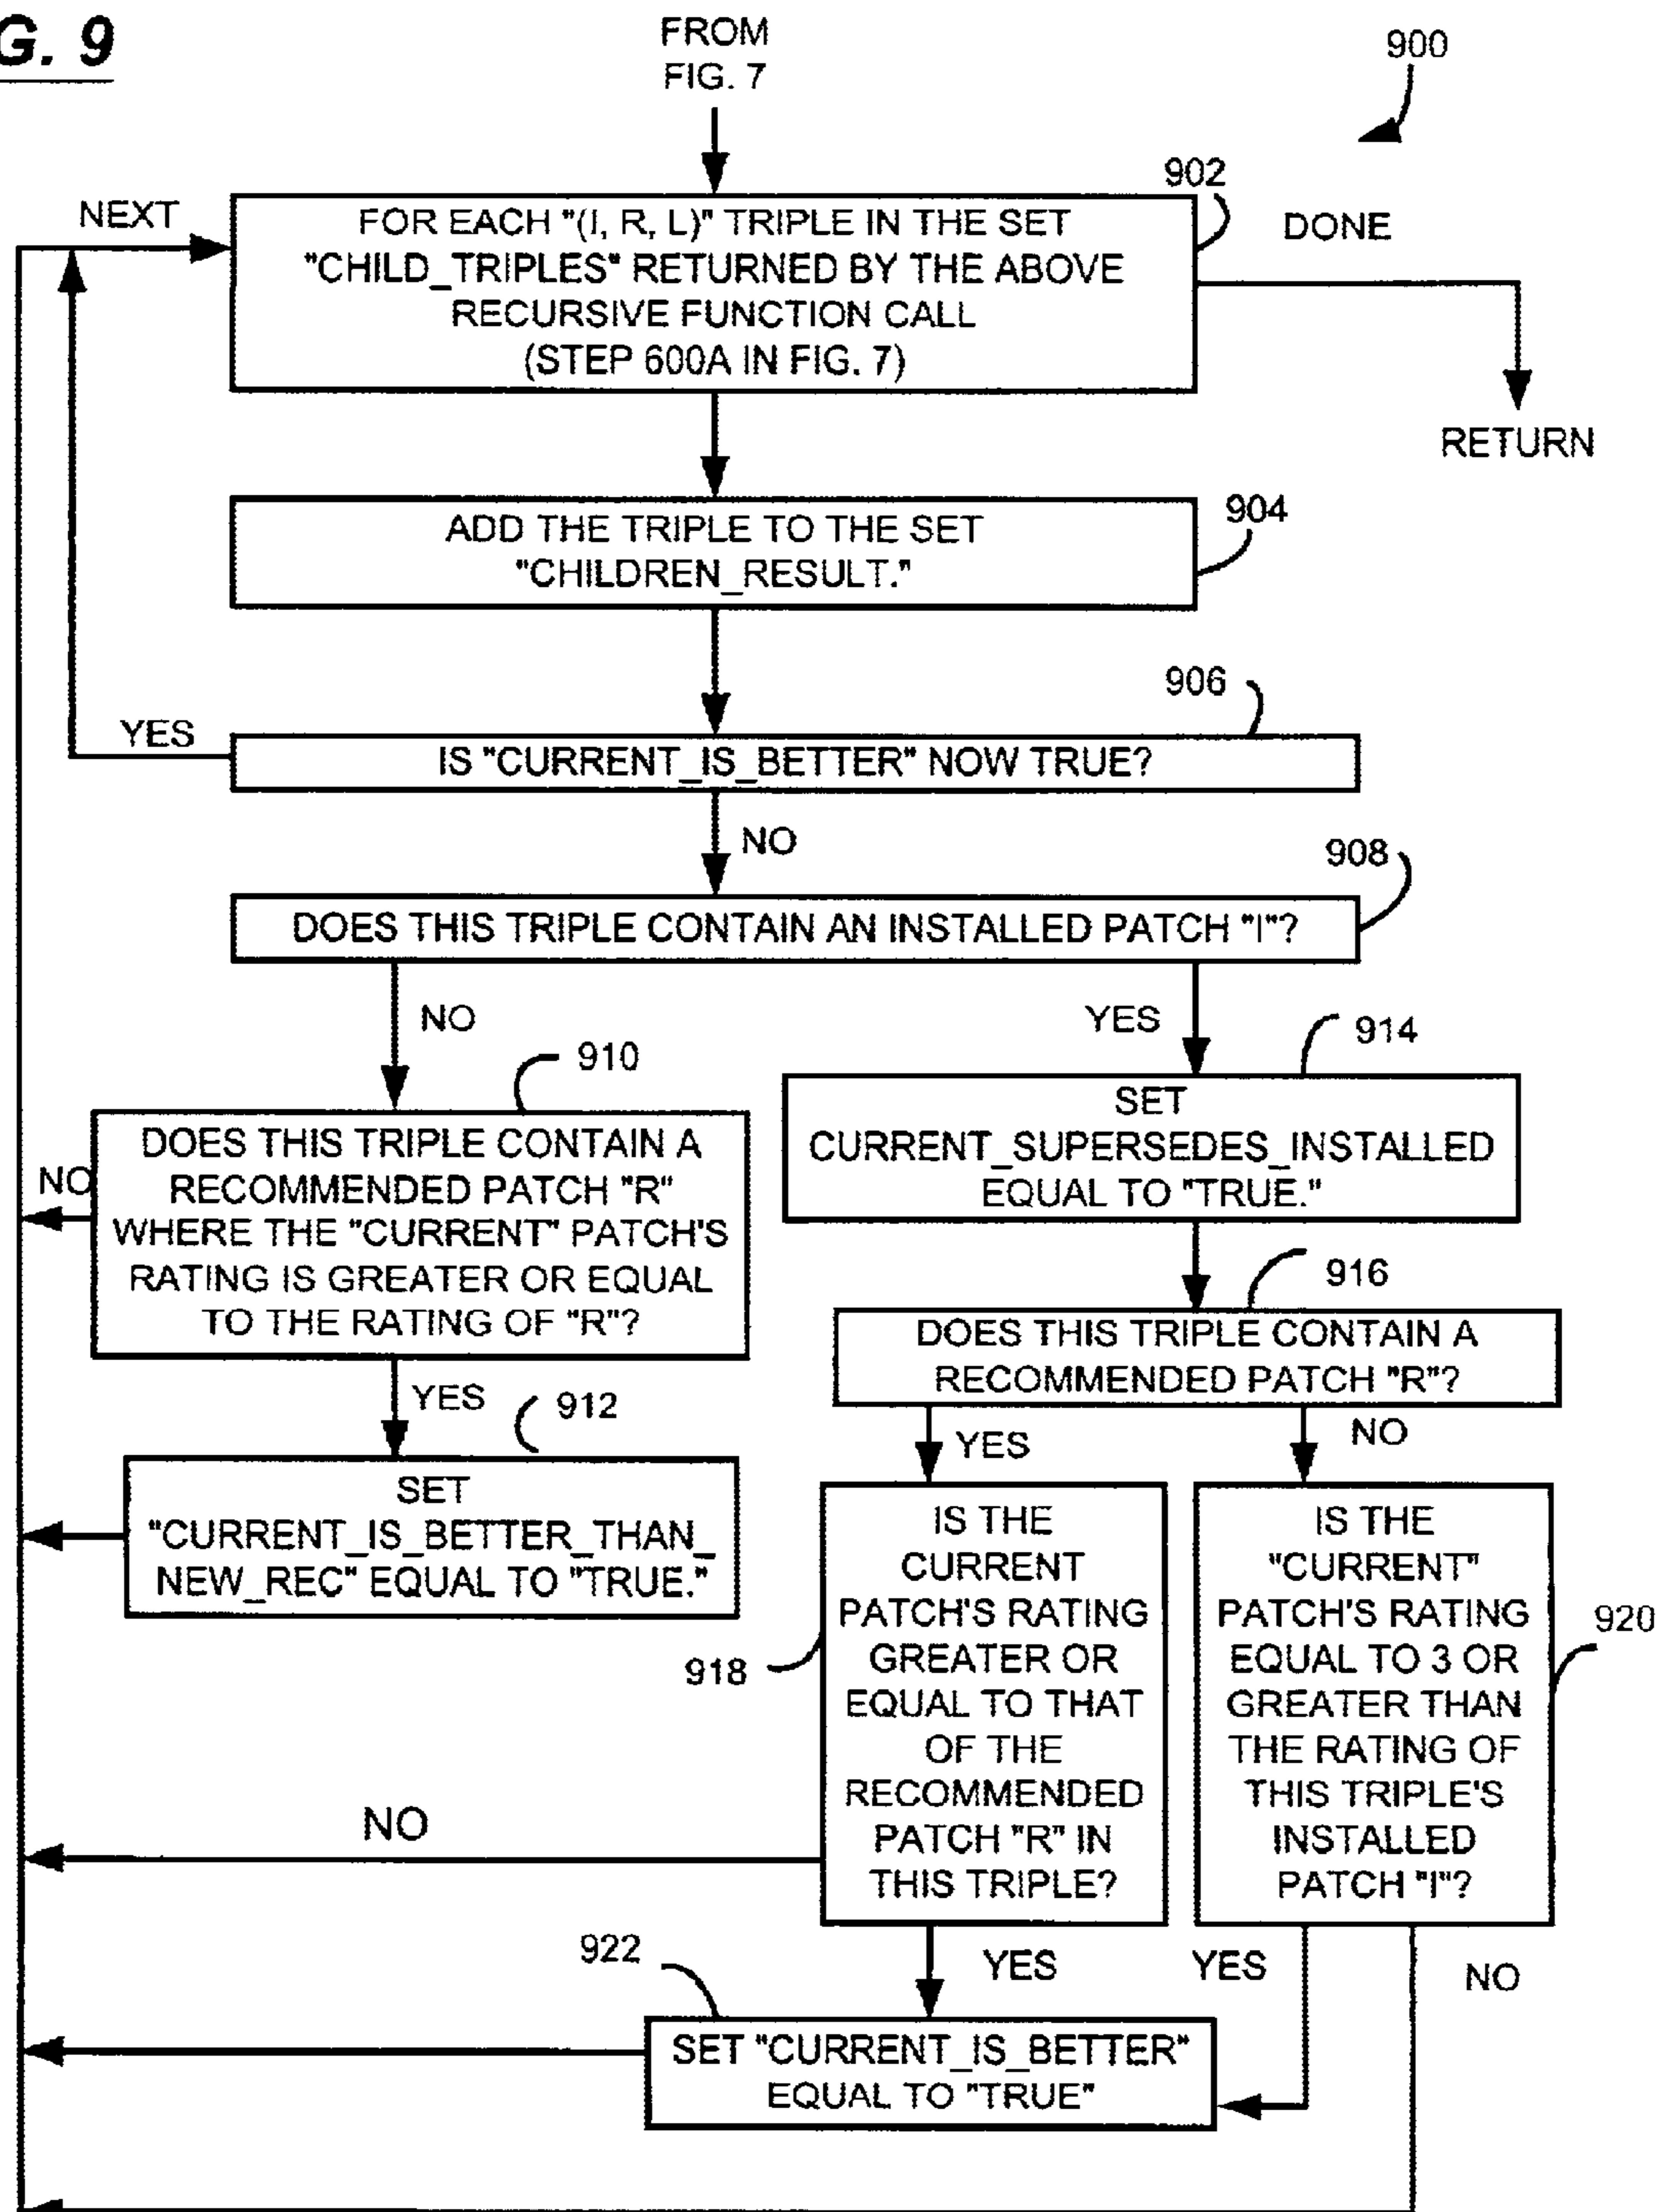 G. 9
FROM
FIG. 7
900
902
NEXT
DONE
FOR EACH "(I, R, L)" TRIPLE IN THE SET
"CHILD_TRIPLES" RETURNED BY THE ABOVE
RECURSIVE FUNCTION CALL
(STEP 600A IN FIG. 7)
RETURN
904
ADD THE TRIPLE TO THE SET
"CHILDREN_RESULT."
906
YES
IS "CURRENT_IS_BETTER" NOW TRUE?
NO
908
DOES THIS TRIPLE CONTAIN AN INSTALLED PATCH "I"?
NO
YES
910
DOES THIS TRIPLE CONTAIN A
RECOMMENDED PATCH "R"
WHERE THE "CURRENT" PATCH'S
RATING IS GREATER OR EQUAL
TO THE RATING OF "R"?
NO
YES
912
SET
"CURRENT_IS_BETTER_THAN_
NEW_REC" EQUAL TO "TRUE."
914
SET
CURRENT_SUPERSEDES_INSTALLED
EQUAL TO "TRUE."
916
DOES THIS TRIPLE CONTAIN A
RECOMMENDED PATCH "R"?
YES
NO
918
IS THE
CURRENT
PATCH'S RATING
GREATER OR
EQUAL TO THAT
OF THE
RECOMMENDED
PATCH "R" IN
THIS TRIPLE?
NO
920
IS THE
"CURRENT"
PATCH'S RATING
EQUAL TO 3 OR
GREATER THAN
THE RATING OF
THIS TRIPLE'S
INSTALLED
PATCH "I"?
YES
YES
NO
922
SET "CURRENT_IS_BETTER"
EQUAL TO "TRUE"